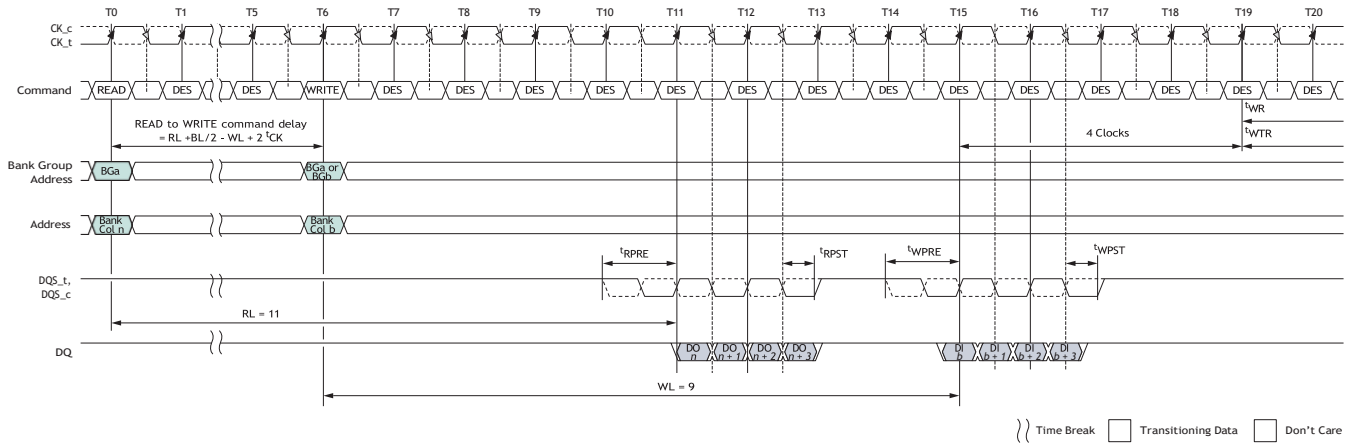 T0 T1 T5 T6 T7 T8 T9 T10 T11 T12 T13 T14 T15 T16 T17 T18 T19 T20
CK_c
CK_t
Command READ DES DES WRITE DES DES DES DES DES DES DES DES DES DES DES DES DES DES
tWR
READ to WRITE command delay
= RL +BL/2 - WL + 2 tCK
4 Clocks
tWTR
Bank Group
Address
BGa
BGa or
BGb
Address
Bank
Col n
Bank
Col b
tRPRE
tRPST
tWPRE
tWPST
DQS_t,
DQS_c
RL = 11
DQ
DO
n
DO
n + 1
DO
n + 2
DO
n + 3
DI
b
DI
b + 1
DI
b + 2
DI
b + 3
WL = 9
Time Break Transitioning Data Don't Care